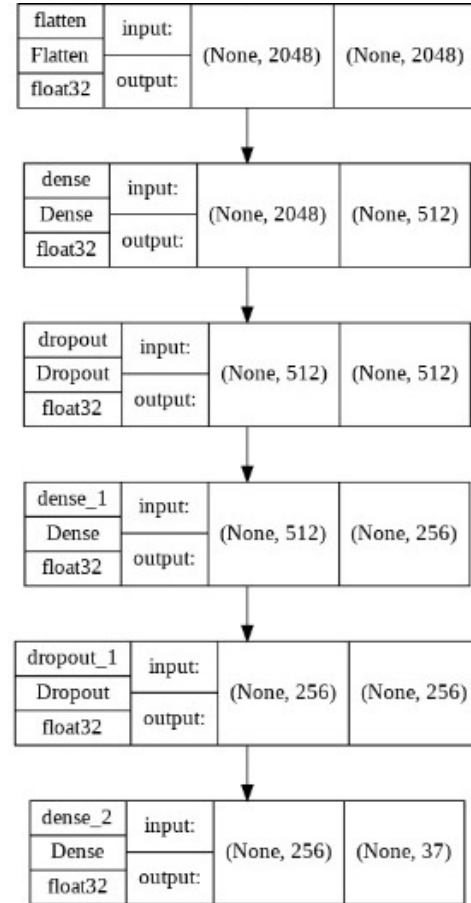 flatten
Flatten
float32
input:
output:
(None, 2048)
(None, 2048)
dense
Dense
float32
input:
output:
(None, 2048)
(None, 512)
dropout
Dropout
float32
input:
output:
(None, 512)
(None, 512)
dense_1
Dense
float32
input:
output:
(None, 512)
(None, 256)
dropout_1
Dropout
float32
input:
output:
(None, 256)
(None, 256)
dense_2
Dense
float32
input:
output:
(None, 256)
(None, 37)